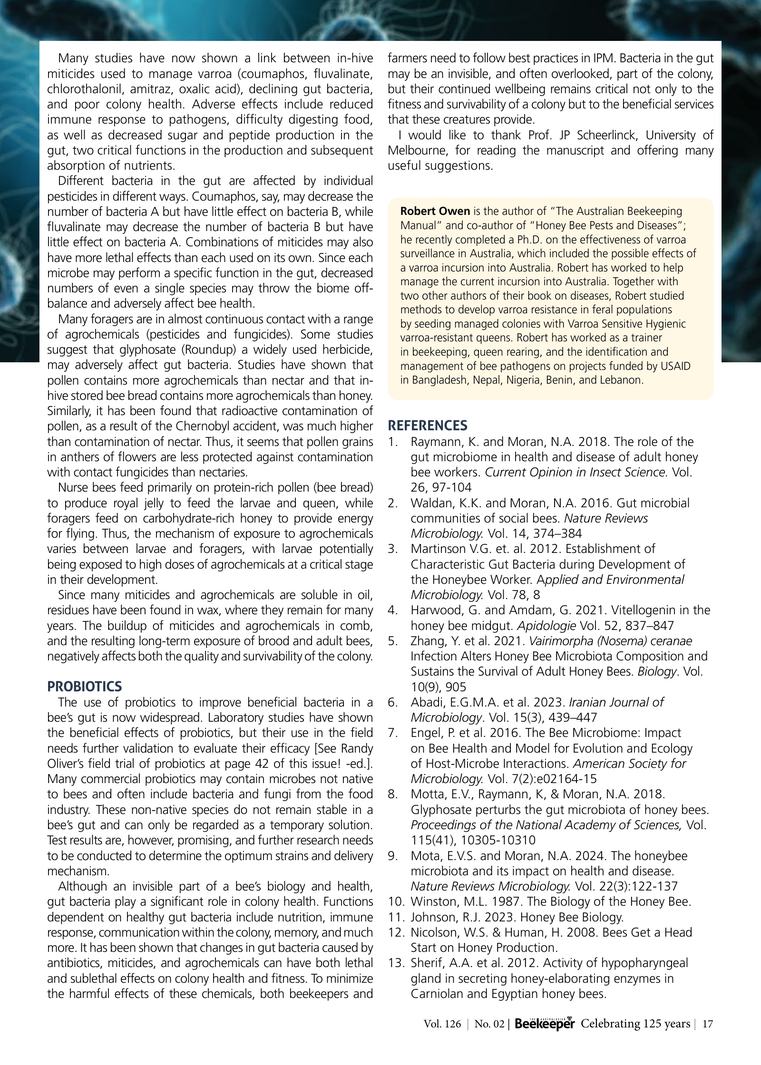 Many studies have now shown a link between in-hive
miticides used to manage varroa (coumaphos, fluvalinate,
chlorothalonil, amitraz, oxalic acid), declining gut bacteria,
and poor colony health. Adverse effects include reduced
immune response to pathogens, difficulty digesting food,
as well as decreased sugar and peptide production in the
gut, two critical functions in the production and subsequent
absorption of nutrients.
Different bacteria in the gut are affected by individual
pesticides in different ways. Coumaphos, say, may decrease the
number of bacteria A but have little effect on bacteria B, while
fluvalinate may decrease the number of bacteria B but have
little effect on bacteria A. Combinations of miticides may also
have more lethal effects than each used on its own. Since each
microbe may perform a specific function in the gut, decreased
numbers of even a single species may throw the biome off-
balance and adversely affect bee health.
Many foragers are in almost continuous contact with a range
of agrochemicals (pesticides and fungicides). Some studies
suggest that glyphosate (Roundup) a widely used herbicide,
may adversely affect gut bacteria. Studies have shown that
pollen contains more agrochemicals than nectar and that in-
hive stored bee bread contains more agrochemicals than honey.
Similarly, it has been found that radioactive contamination of
pollen, as a result of the Chernobyl accident, was much higher
than contamination of nectar. Thus, it seems that pollen grains
in anthers of flowers are less protected against contamination
with contact fungicides than nectaries.
Nurse bees feed primarily on protein-rich pollen (bee bread)
to produce royal jelly to feed the larvae and queen, while
foragers feed on carbohydrate-rich honey to provide energy
for flying. Thus, the mechanism of exposure to agrochemicals
varies between larvae and foragers, with larvae potentially
being exposed to high doses of agrochemicals at a critical stage
in their development.
Since many miticides and agrochemicals are soluble in oil,
residues have been found in wax, where they remain for many
years. The buildup of miticides and agrochemicals in comb,
and the resulting long-term exposure of brood and adult bees,
negatively affects both the quality and survivability of the colony.
PROBIOTICS
The use of probiotics to improve beneficial bacteria in a
bee's gut is now widespread. Laboratory studies have shown
the beneficial effects of probiotics, but their use in the field
needs further validation to evaluate their efficacy [See Randy
Oliver's field trial of probiotics at page 42 of this issue! -ed.].
Many commercial probiotics may contain microbes not native
to bees and often include bacteria and fungi from the food
industry. These non-native species do not remain stable in a
bee's gut and can only be regarded as a temporary solution.
Test results are, however, promising, and further research needs
to be conducted to determine the optimum strains and delivery
mechanism.
Although an invisible part of a bee's biology and health,
gut bacteria play a significant role in colony health. Functions
dependent on healthy gut bacteria include nutrition, immune
response, communication within the colony, memory, and much
more. It has been shown that changes in gut bacteria caused by
antibiotics, miticides, and agrochemicals can have both lethal
and sublethal effects on colony health and fitness. To minimize
the harmful effects of these chemicals, both beekeepers and
farmers need to follow best practices in IPM. Bacteria in the gut
may be an invisible, and often overlooked, part of the colony,
but their continued wellbeing remains critical not only to the
fitness and survivability of a colony but to the beneficial services
that these creatures provide.
I would like to thank Prof. JP Scheerlinck, University of
Melbourne, for reading the manuscript and offering many
useful suggestions.
Robert Owen is the author of "The Australian Beekeeping
Manual" and co-author of "Honey Bee Pests and Diseases";
he recently completed a Ph.D. on the effectiveness of varroa
surveillance in Australia, which included the possible effects of
a varroa incursion into Australia. Robert has worked to help
manage the current incursion into Australia. Together with
two other authors of their book on diseases, Robert studied
methods to develop varroa resistance in feral populations
by seeding managed colonies with Varroa Sensitive Hygienic
varroa-resistant queens. Robert has worked as a trainer
in beekeeping, queen rearing, and the identification and
management of bee pathogens on projects funded by USAID
in Bangladesh, Nepal, Nigeria, Benin, and Lebanon.
REFERENCES
1. Raymann, K. and Moran, N.A. 2018. The role of the
gut microbiome in health and disease of adult honey
bee workers. Current Opinion in Insect Science. Vol.
26, 97-104
2. Waldan, K.K. and Moran, N.A. 2016. Gut microbial
communities of social bees. Nature Reviews
Microbiology. Vol. 14, 374–384
3. Martinson V.G. et. al. 2012. Establishment of
Characteristic Gut Bacteria during Development of
the Honeybee Worker. Applied and Environmental
Microbiology. Vol. 78, 8
4. Harwood, G. and Amdam, G. 2021. Vitellogenin in the
honey bee midgut. Apidologie Vol. 52, 837–847
5. Zhang, Y. et al. 2021. Vairimorpha (Nosema) ceranae
Infection Alters Honey Bee Microbiota Composition and
Sustains the Survival of Adult Honey Bees. Biology. Vol.
10(9), 905
6. Abadi, E.G.M.A. et al. 2023. Iranian Journal of
Microbiology. Vol. 15(3), 439–447
7. Engel, P. et al. 2016. The Bee Microbiome: Impact
on Bee Health and Model for Evolution and Ecology
of Host-Microbe Interactions. American Society for
Microbiology. Vol. 7(2):e02164-15
8. Motta, E.V., Raymann, K, & Moran, N.A. 2018.
Glyphosate perturbs the gut microbiota of honey bees.
Proceedings of the National Academy of Sciences, Vol.
115(41), 10305-10310
9. Mota, E.V.S. and Moran, N.A. 2024. The honeybee
microbiota and its impact on health and disease.
Nature Reviews Microbiology. Vol. 22(3):122-137
10. Winston, M.L. 1987. The Biology of the Honey Bee.
11. Johnson, R.J. 2023. Honey Bee Biology.
12. Nicolson, W.S. & Human, H. 2008. Bees Get a Head
Start on Honey Production.
13. Sherif, A.A. et al. 2012. Activity of hypopharyngeal
gland in secreting honey-elaborating enzymes in
Carniolan and Egyptian honey bees.
Vol. 126 | No. 02 | Beekeeper Celebrating 125 years | 17